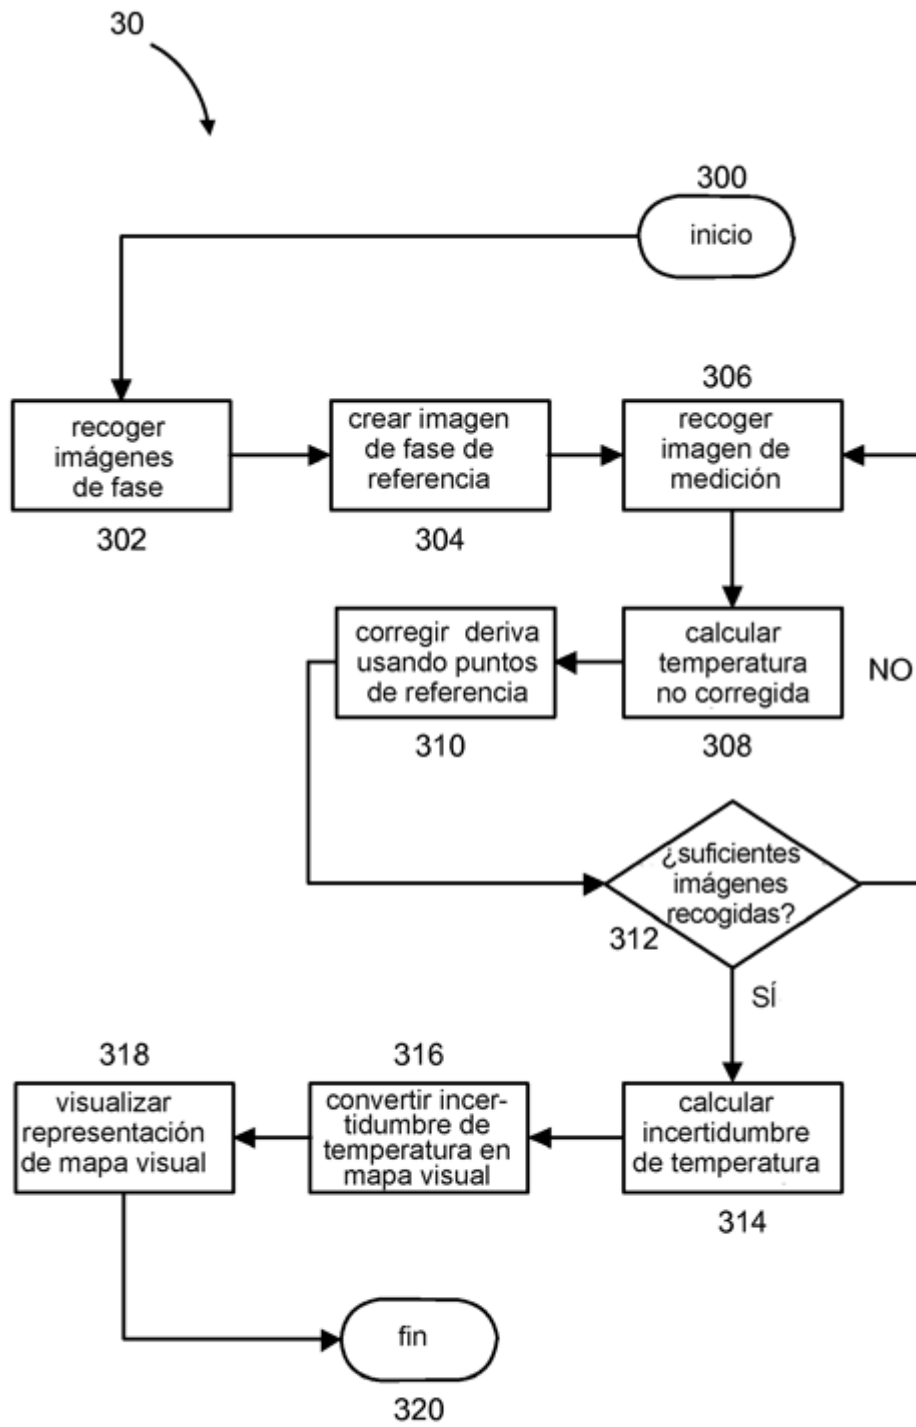 30
300
inicio
306
recoger
imágenes
de fase
302
crear imagen
de fase de
referencia
304
recoger
imagen de
medición
corregir deriva
usando puntos
de referencia
310
calcular
temperatura
no corregida
308
NO
¿suficientes
imágenes
recogidas?
312
SÍ
318
visualizar
representación
de mapa visual
316
convertir incer-
tidumbre de
temperatura en
mapa visual
calcular
incertidumbre
de temperatura
314
fin
320